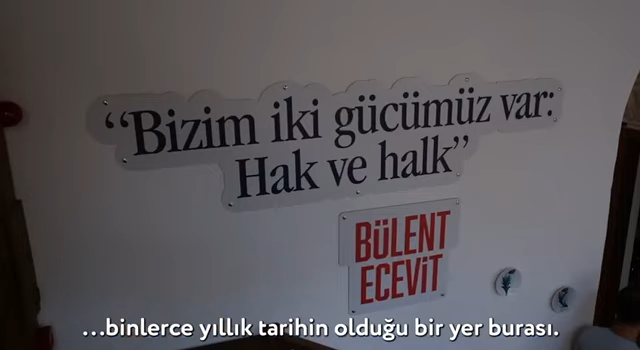 “Bizim iki gücümüz var:
Hak ve halk”
BÜLENT
ECEVİT
...binlerce yıllık tarihin olduğu bir yer burası.